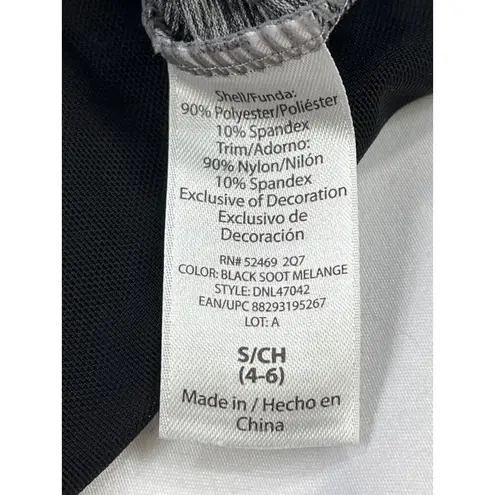 Shell/Funda:
90% Polyester/Poliéster
10% Spandex
Trim/Adorno:
90% Nylon/Nilón
10% Spandex
Exclusive of Decoration
Exclusivo de
Decoración
RN# 52469 2Q7
COLOR: BLACK SOOT MELANGE
STYLE: DNL47042
EAN/UPC 88293195267
LOT: A
S/CH
(4-6)
Made in / Hecho en
China